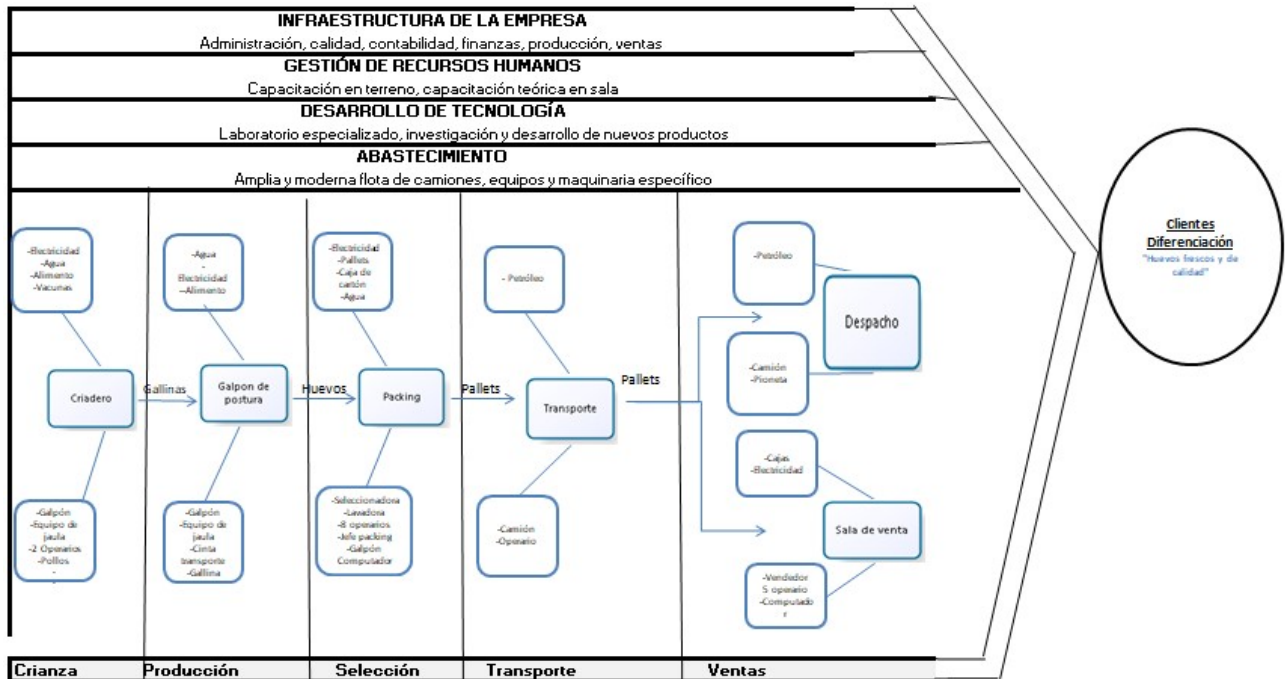 INFRAESTRUCTURA DE LA EMPRESA
Administración, calidad, contabilidad, finanzas, producción, ventas
GESTIÓN DE RECURSOS HUMANOS
Capacitación en terreno, capacitación teórica en sala
DESARROLLO DE TECNOLOGÍA
Laboratorio especializado, investigación y desarrollo de nuevos productos
ABASTECIMIENTO
Amplia y moderna flota de camiones, equipos y maquinaria específico
-Electricidad
-Agua
-Alimento
-Vacunas
-Agua
-
Electricidad
--Alimento
-Electricidad
-Pallets
-Caja de
cartón
-Agua
- Petróleo
-Petróleo
Despacho
-Camión
-Pioneta
Criadero
Gallinas
Galpon de
postura
Huevos
Packing
Pallets
Transporte
Pallets
-Cajas
-Electricidad
Sala de venta
-Vendedor
5 operario
-Computado
r
-Galpón
-Equipo de
jaula
-2 Operarios
-Pollos
-
-Galpón
-Equipo de
jaula
-Cinta
transporte
-Gallina
-Seleccionadora
-Lavadora
-8 operarios
-Jefe packing
-Galpón
Computador
-Camión
-Operario
Clientes
Diferenciación
"Huevos frescos y de
calidad"
Crianza
Producción
Selección
Transporte
Ventas